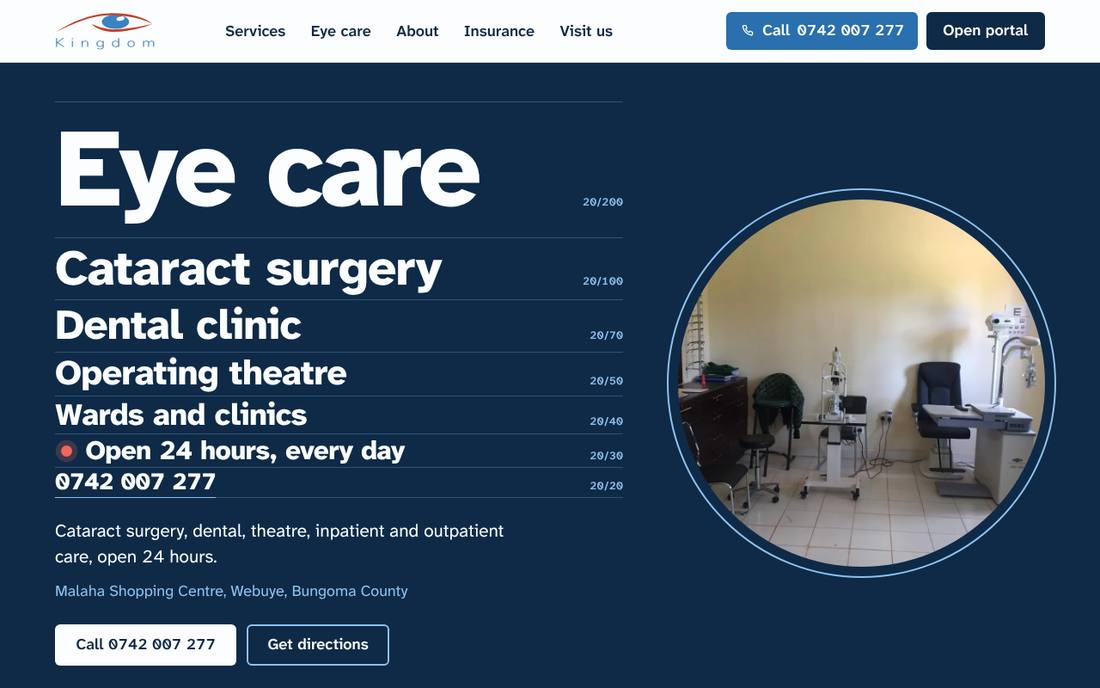 Kingdom
Services
Eye care
About
Insurance
Visit us
Call 0742 007 277
Open portal
Eye care
20/200
Cataract surgery
20/100
Dental clinic
20/70
Operating theatre
20/50
Wards and clinics
20/40
Open 24 hours, every day
20/30
0742 007 277
20/20
Cataract surgery, dental, theatre, inpatient and outpatient
care, open 24 hours.
Malaha Shopping Centre, Webuye, Bungoma County
Call 0742 007 277
Get directions
E